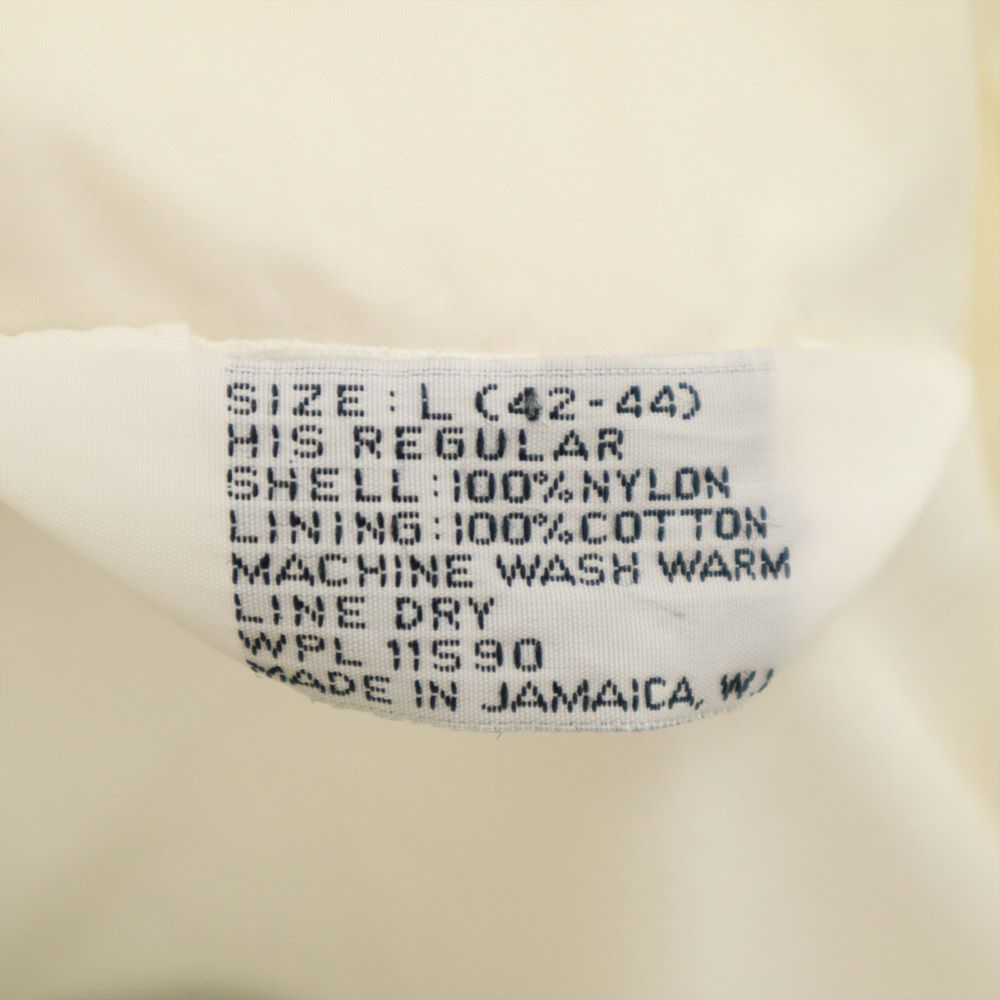 SIZE: L (42-44)
HIS REGULAR
SHELL: 100% NYLON
LINING: 100% COTTON
MACHINE WASH WARM
LINE DRY
WPL 11590
MADE IN JAMAICA, W.